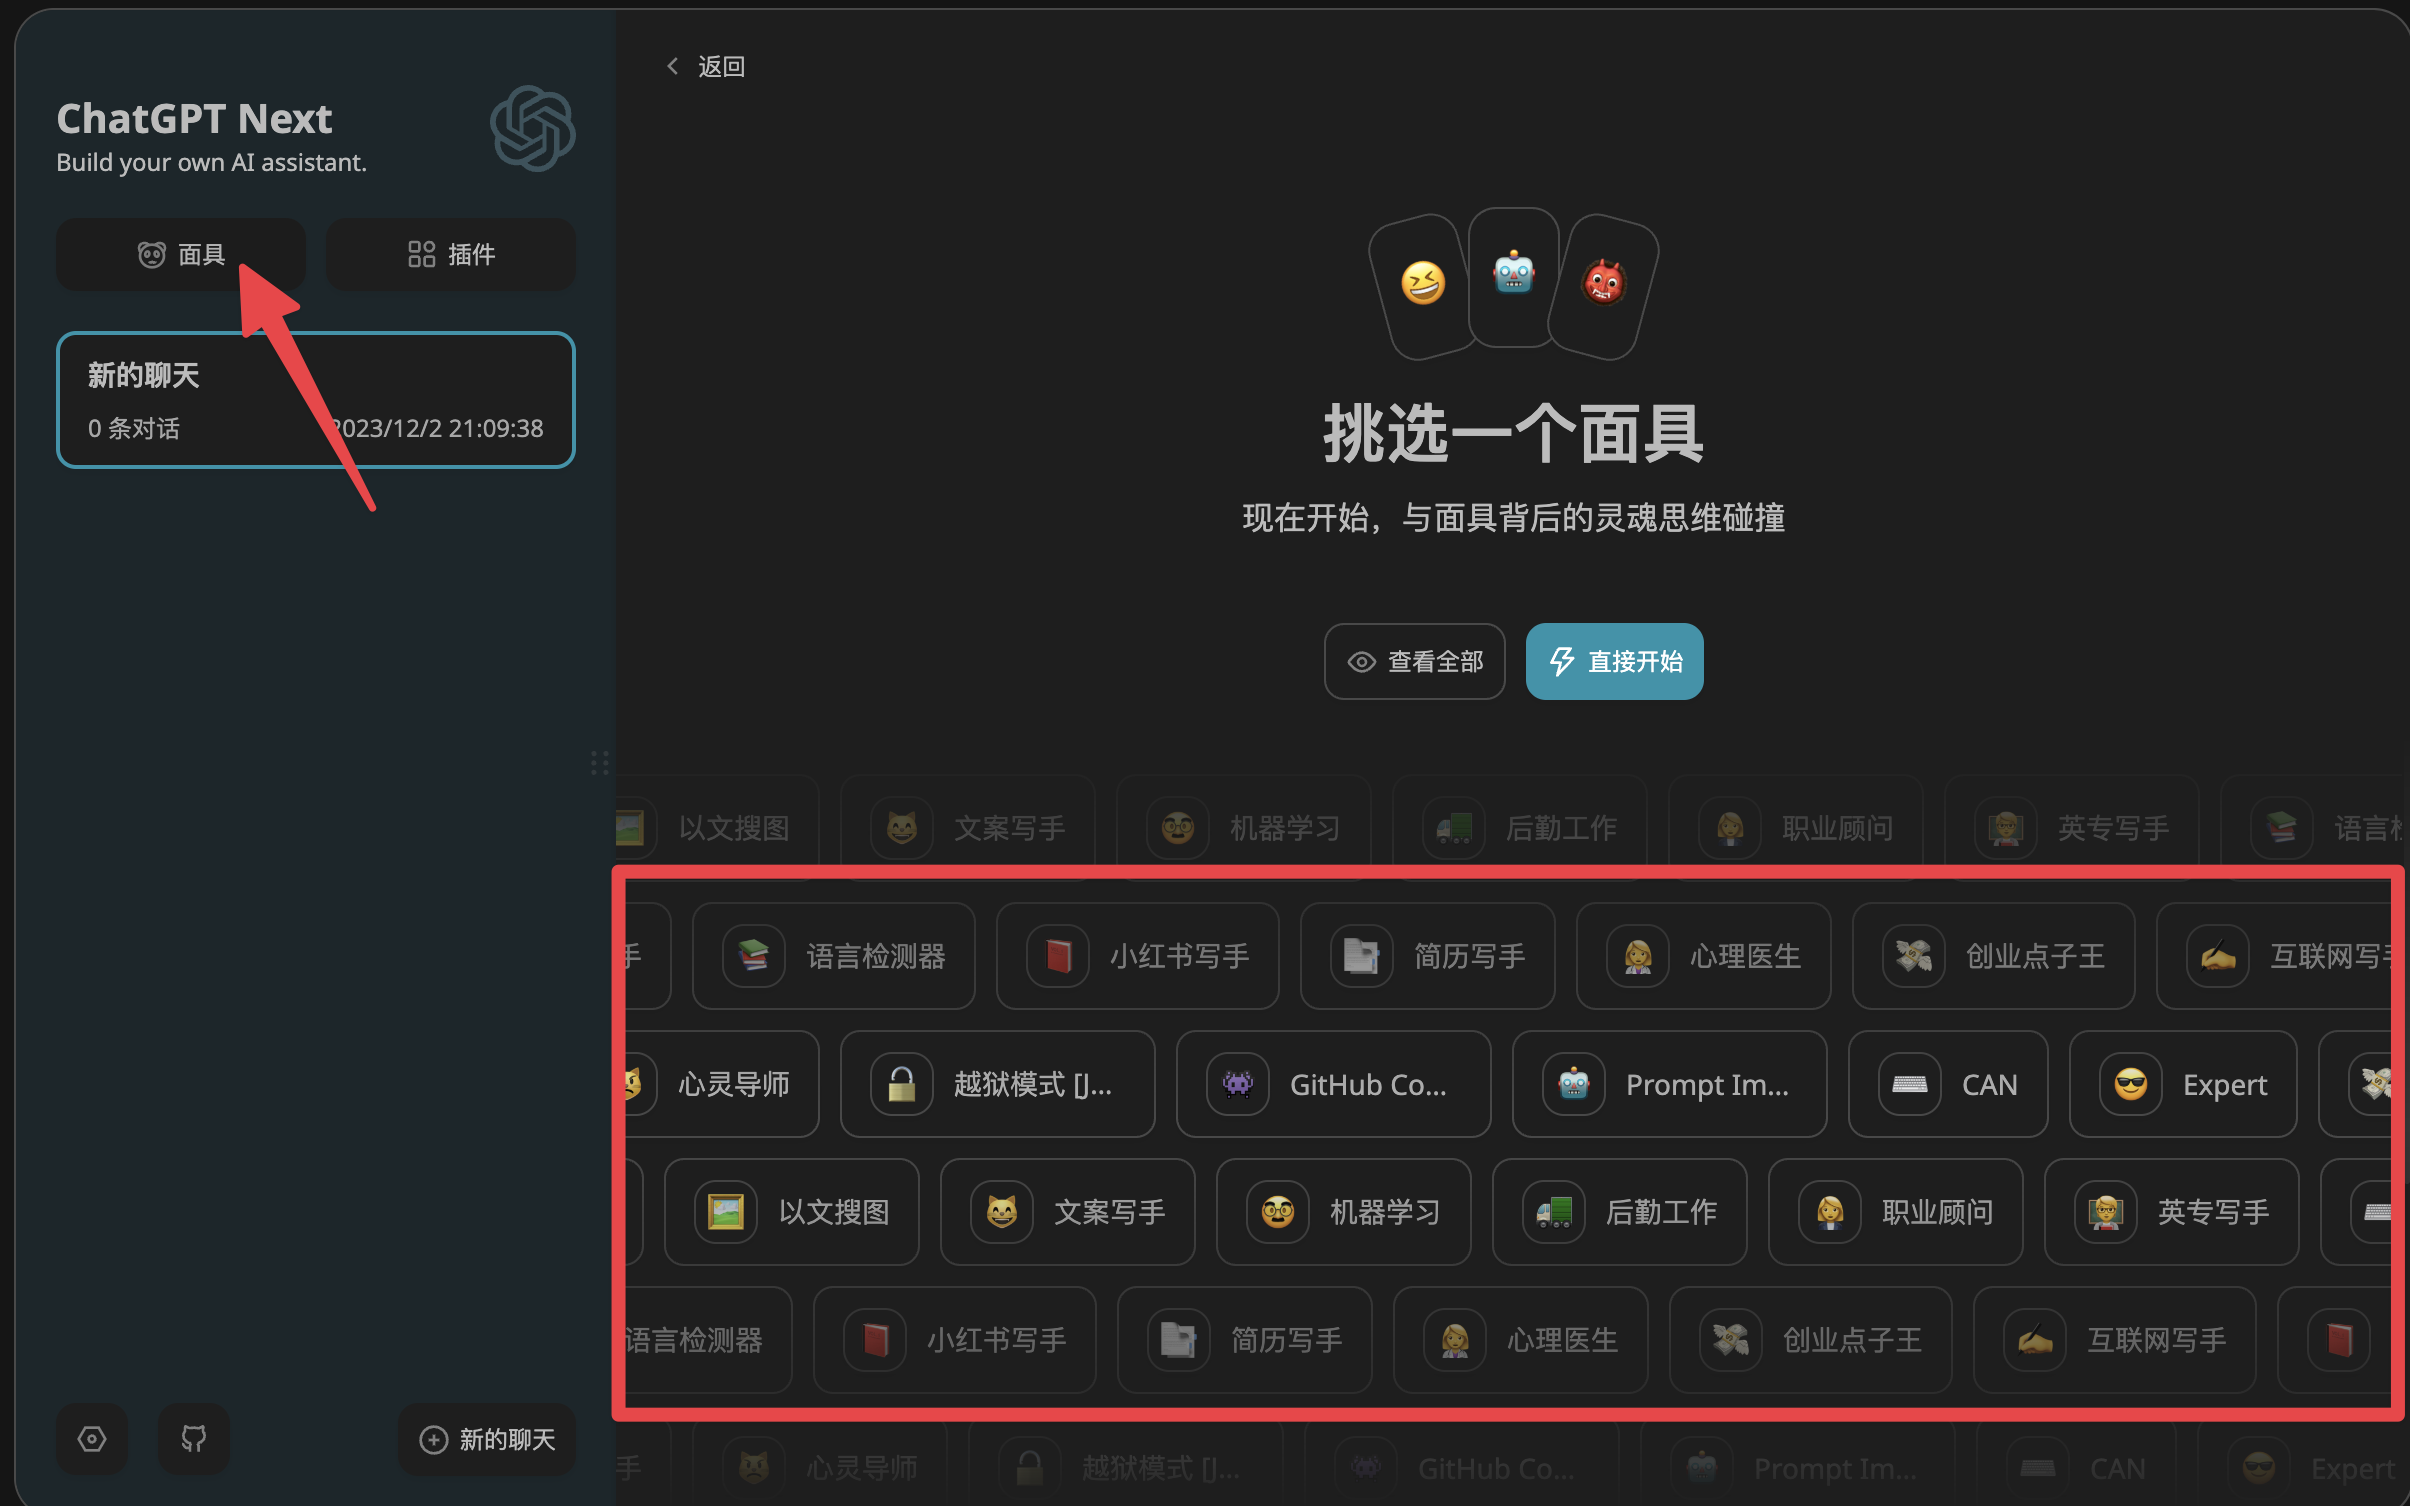 返回
ChatGPT Next
Build your own AI assistant.
面具
插件
新的聊天
0 条对话
2023/12/2 21:09:38
挑选一个面具
现在开始，与面具背后的灵魂思维碰撞
查看全部
直接开始
以文搜图 文案写手 机器学习 后勤工作 职业顾问 英专写手 语言检
手 语言检测器 小红书写手 简历写手 心理医生 创业点子王 互联网写手
心灵导师 越狱模式 [J... GitHub Co... Prompt Im... CAN Expert
以文搜图 文案写手 机器学习 后勤工作 职业顾问 英专写手
语言检测器 小红书写手 简历写手 心理医生 创业点子王 互联网写手
手 心灵导师 越狱模式 [J... GitHub Co... Prompt Im... CAN Expert
新的聊天